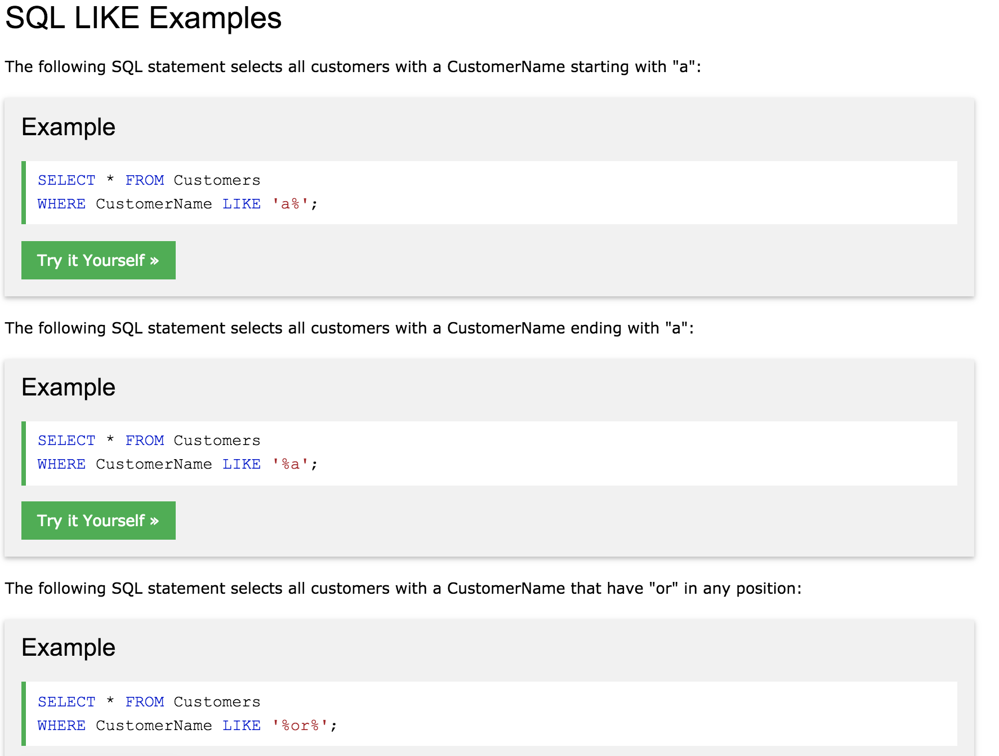 SQL LIKE Examples
The following SQL statement selects all customers with a CustomerName starting with "a":
Example
SELECT * FROM Customers
WHERE CustomerName LIKE 'a%';
Try it Yourself »
The following SQL statement selects all customers with a CustomerName ending with "a":
Example
SELECT * FROM Customers
WHERE CustomerName LIKE '%a';
Try it Yourself »
The following SQL statement selects all customers with a CustomerName that have "or" in any position:
Example
SELECT * FROM Customers
WHERE CustomerName LIKE '%or%';